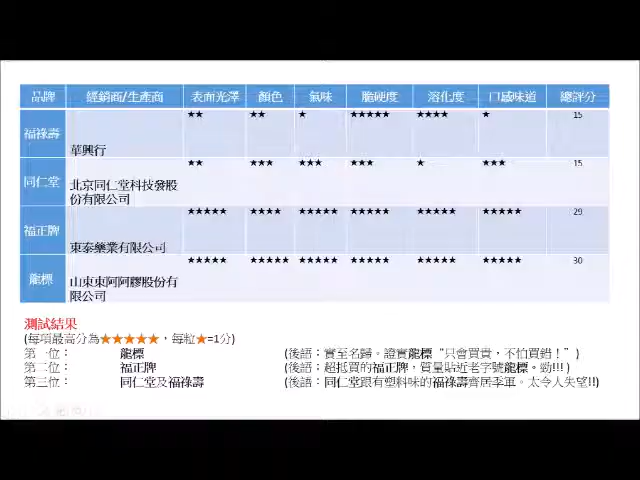 品牌 經銷商/生產商 表面光澤 顏色 氣味 脆硬度 溶化度 口感味道 總評分
福祿壽 華興行 ★★ ★★ ★ ★★★★★ ★★★★ ★ 15
同仁堂 北京同仁堂科技發股份有限公司 ★★ ★★★ ★★★ ★★★ ★ ★★★ 15
福正牌 東泰藥業有限公司 ★★★★★ ★★★★ ★★★★★ ★★★★★ ★★★★★ ★★★★★ 29
龍標 山東東阿阿膠股份有限公司 ★★★★★ ★★★★★ ★★★★★ ★★★★★ ★★★★★ ★★★★★ 30
測試結果
(每項最高分為★★★★★，每粒★=1分)
第一位： 龍標 (後語：實至名歸。證實龍標“只會買貴，不怕買錯！”)
第二位： 福正牌 (後語：超抵買的福正牌，質量貼近老字號龍標。勁!!!)
第三位： 同仁堂及福祿壽 (後語：同仁堂跟有塑料味的福祿壽齊居季軍。太令人失望!!)